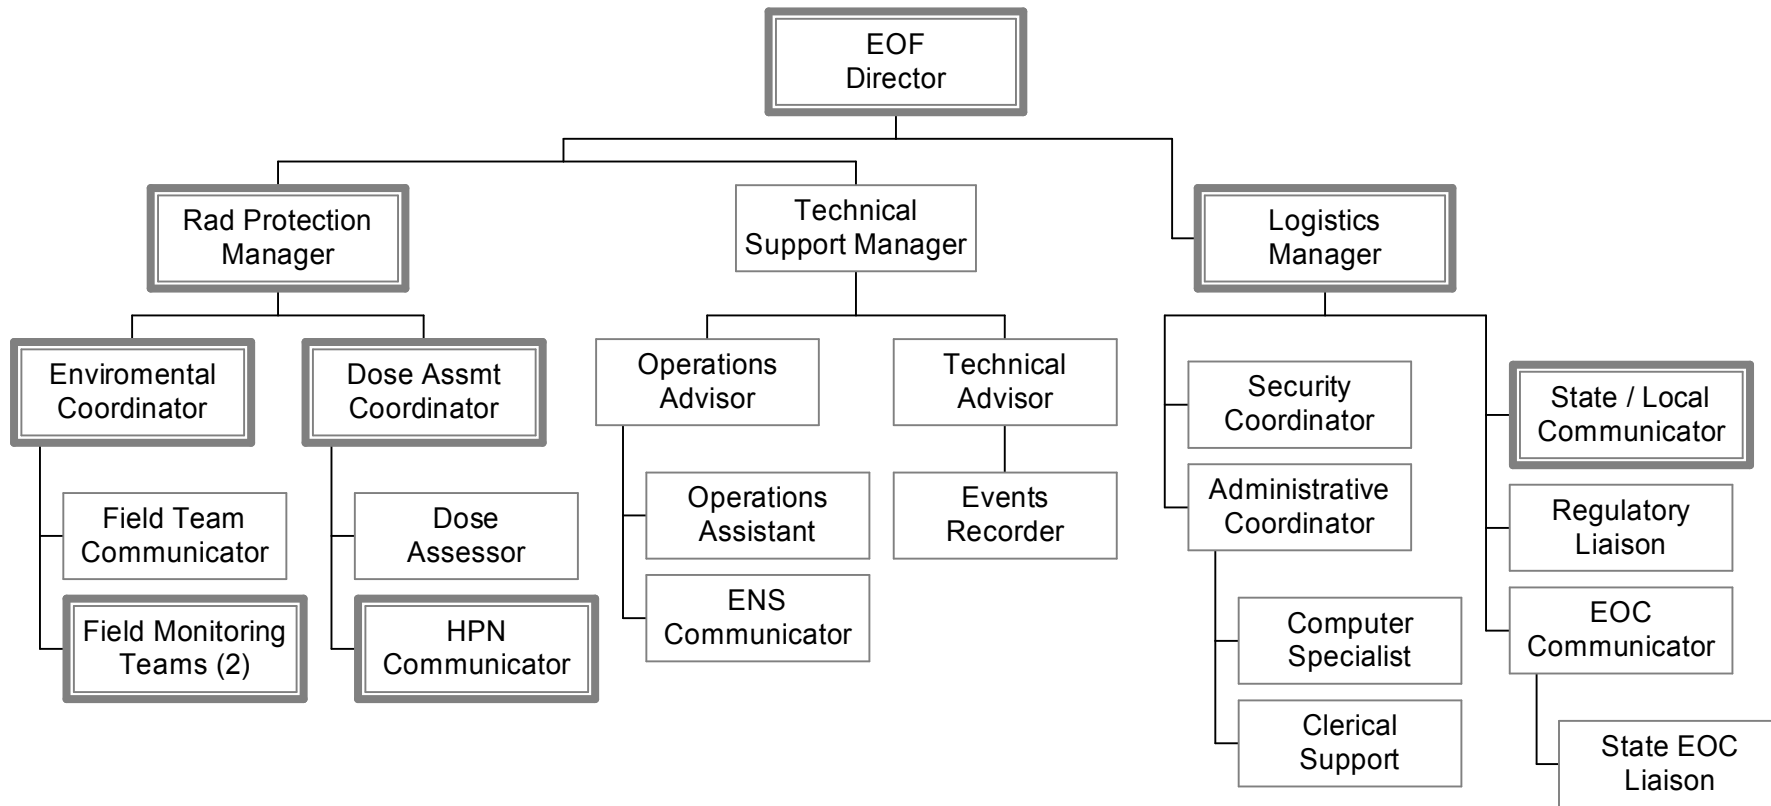 EOF
Director
Rad Protection
Manager
Technical
Support Manager
Logistics
Manager
Enviromental
Coordinator
Dose Assmt
Coordinator
Operations
Advisor
Technical
Advisor
Security
Coordinator
State / Local
Communicator
Field Team
Communicator
Dose
Assessor
Operations
Assistant
Events
Recorder
Administrative
Coordinator
Regulatory
Liaison
Field Monitoring
Teams (2)
HPN
Communicator
ENS
Communicator
Computer
Specialist
EOC
Communicator
Clerical
Support
State EOC
Liaison